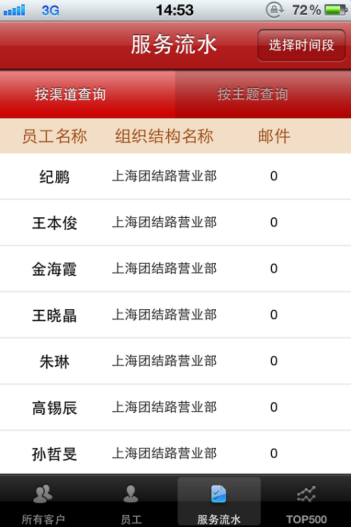 3G 14:53 72%
服务流水 选择时间段
按渠道查询 按主题查询
员工名称 组织结构名称 邮件
纪鹏 上海团结路营业部 0
王本俊 上海团结路营业部 0
金海霞 上海团结路营业部 0
王晓晶 上海团结路营业部 0
朱琳 上海团结路营业部 0
高锡辰 上海团结路营业部 0
孙哲旻 上海团结路营业部 0
所有客户 员工 服务流水 TOP500